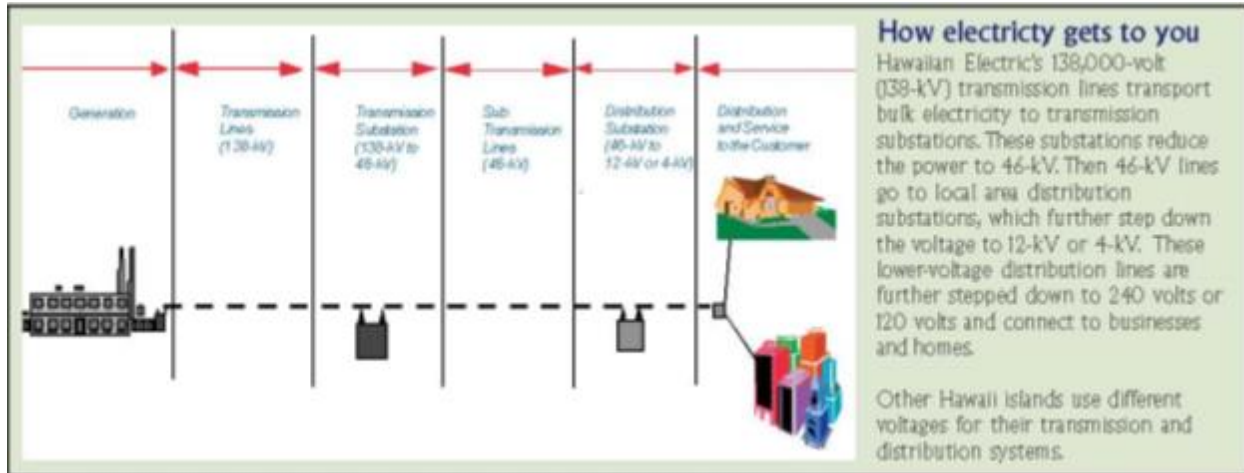 Generation
Transmission
Lines
(138-kV)
Transmission
Substation
(138-kV to
46-kV)
Sub
Transmission
Lines
(46-kV)
Distribution
Substation
(46-kV to
12-kV or 4-kV)
Distribution
and Service
to the Customer
How electricty gets to you
Hawaiian Electric's 138,000-volt
(138-kV) transmission lines transport
bulk electricity to transmission
substations. These substations reduce
the power to 46-kV. Then 46-kV lines
go to local area distribution
substations, which further step down
the voltage to 12-kV or 4-kV. These
lower-voltage distribution lines are
further stepped down to 240 volts or
120 volts and connect to businesses
and homes.
Other Hawaii islands use different
voltages for their transmission and
distribution systems.